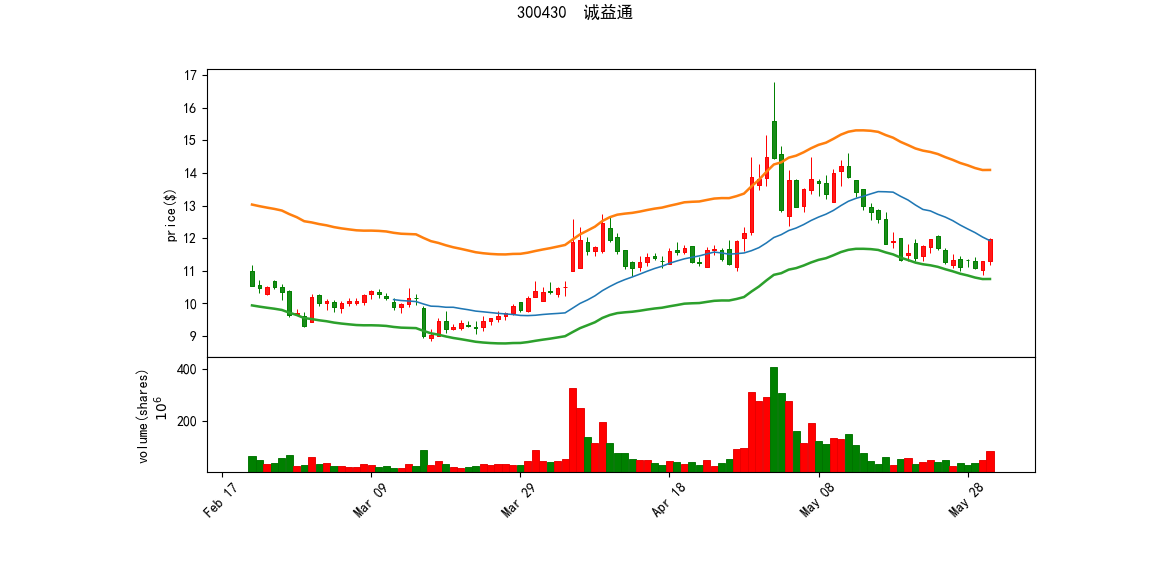 300430 诚益通
17
16
15
14
13
12
11
10
9
price($)
400
200
volume(shares)
10^6
Feb 17
Mar 09
Mar 29
Apr 18
May 08
May 28